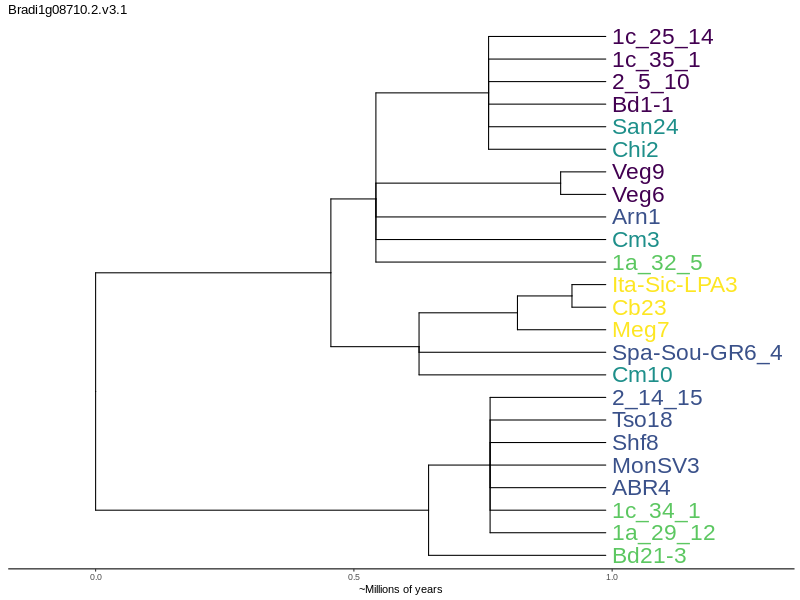 Bradi1g08710.2.v3.1
1c_25_14
1c_35_1
2_5_10
Bd1-1
San24
Chi2
Veg9
Veg6
Arn1
Cm3
1a_32_5
Ita-Sic-LPA3
Cb23
Meg7
Spa-Sou-GR6_4
Cm10
2_14_15
Tso18
Shf8
MonSV3
ABR4
1c_34_1
1a_29_12
Bd21-3
0.0 0.5 1.0
~Millions of years